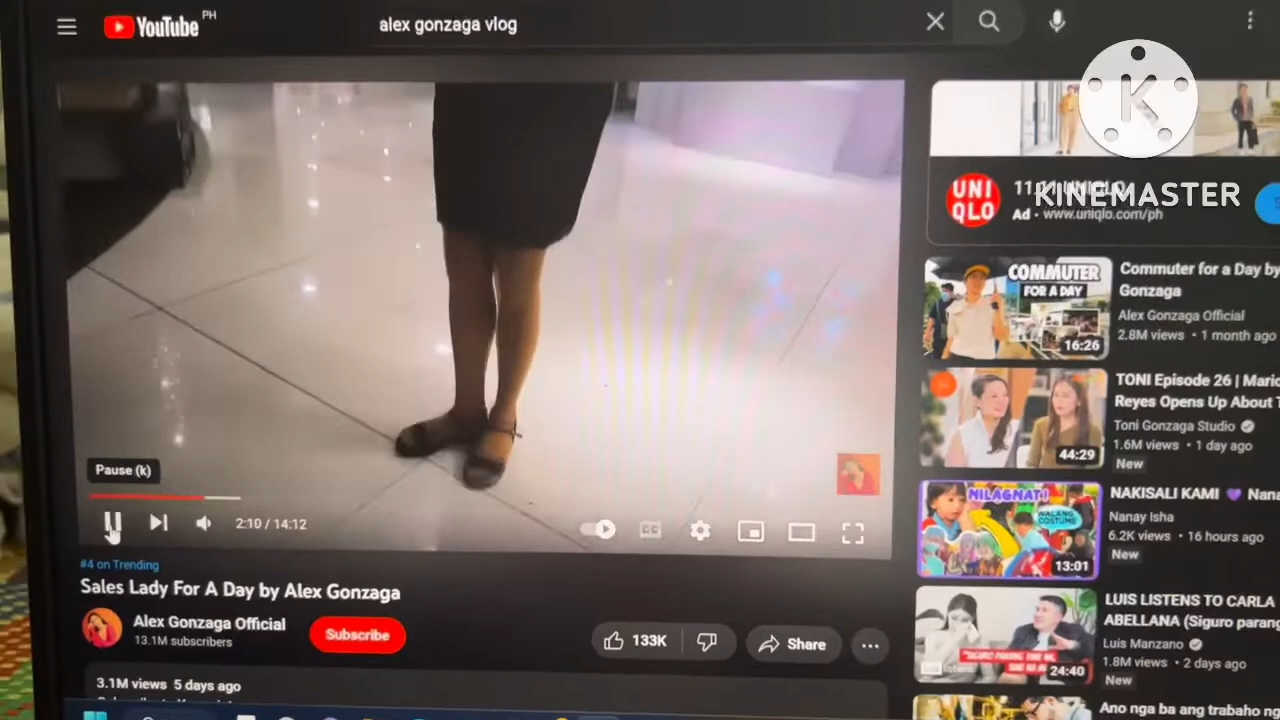 YouTube PH
alex gonzaga vlog
K
KINEMASTER
UNI
QLO
11.11 UNIQLO
Ad • www.uniqlo.com/ph
COMMUTER
FOR A DAY
16:26
Commuter for a Day by
Gonzaga
Alex Gonzaga Official
2.8M views • 1 month ago
44:29
TONI Episode 26 |
Reyes Opens Up About
Toni Gonzaga Studio
1.6M views • 1 day ago
New
NILAGNAT!
WALANG
COSTUME
13:01
NAKISALI KAMI 💜
Nanay Isha
6.2K views • 16 hours ago
New
24:40
LUIS LISTENS TO CARLA
ABELLANA (Siguro parang
Luis Manzano
1.8M views • 2 days ago
New
Ano nga ba ang trabaho
Pause (k)
2:10 / 14:12
#4 on Trending
Sales Lady For A Day by Alex Gonzaga
Alex Gonzaga Official
13.1M subscribers
Subscribe
133K
Share
3.1M views 5 days ago